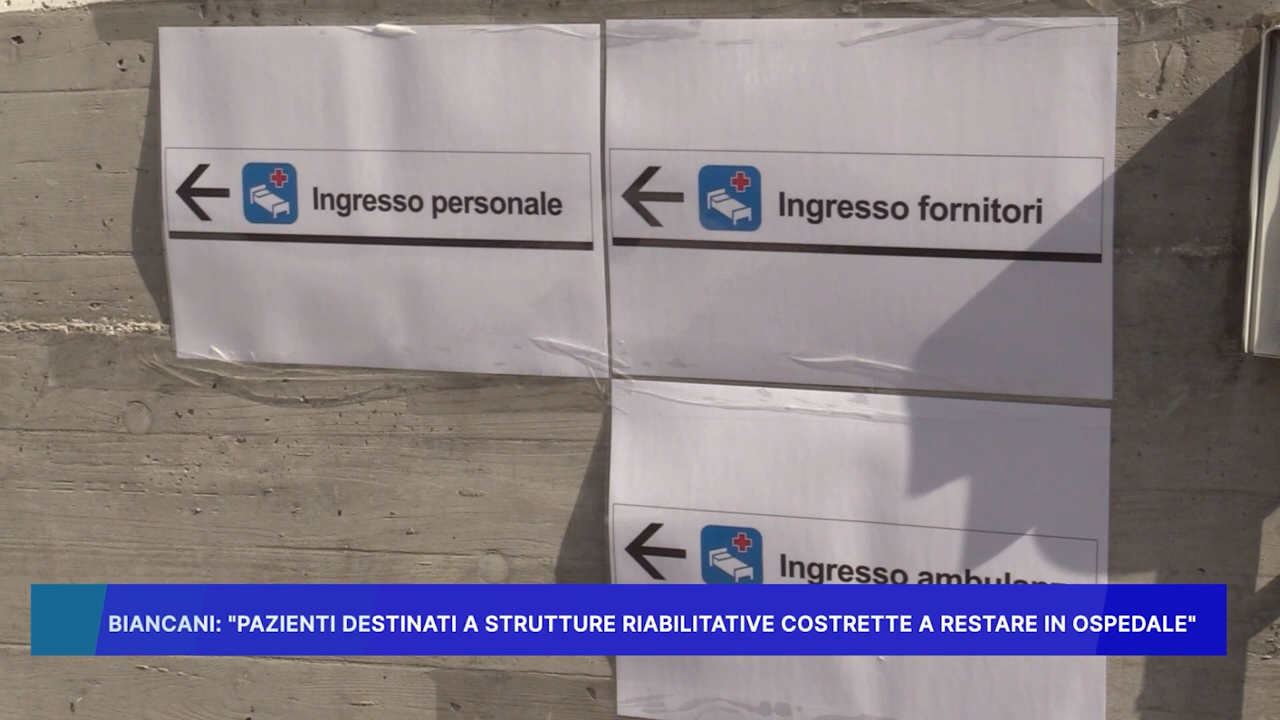 Ingresso personale
Ingresso fornitori
Ingresso
BIANCANI: "PAZIENTI DESTINATI A STRUTTURE RIABILITATIVE COSTRETTE A RESTARE IN OSPEDALE"